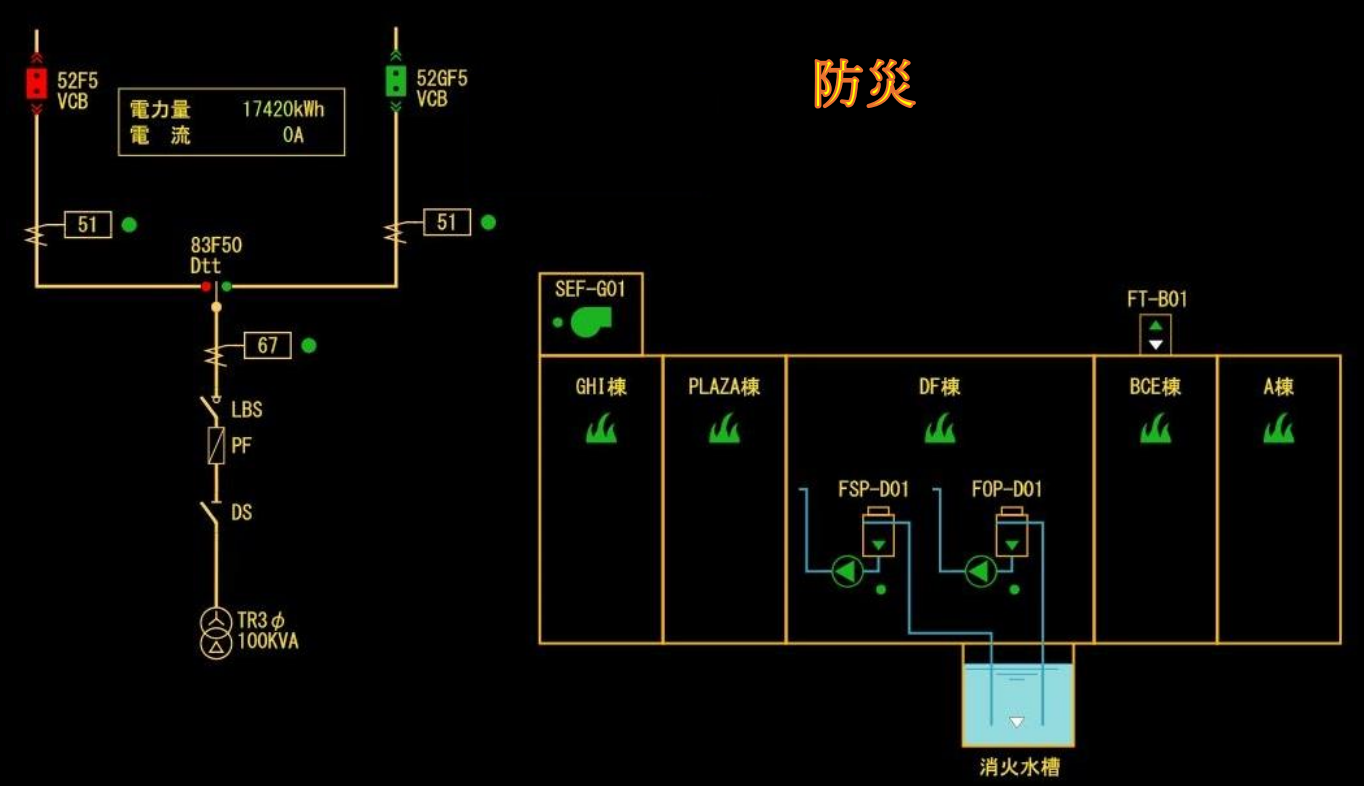 防災
52F5
VCB
52GF5
VCB
電力量 17420kWh
電 流 0A
51
51
83F50
Dtt
67
LBS
PF
DS
TR3φ
100KVA
SEF-G01
FT-B01
GHI棟
PLAZA棟
DF棟
BCE棟
A棟
FSP-D01
FOP-D01
消火水槽